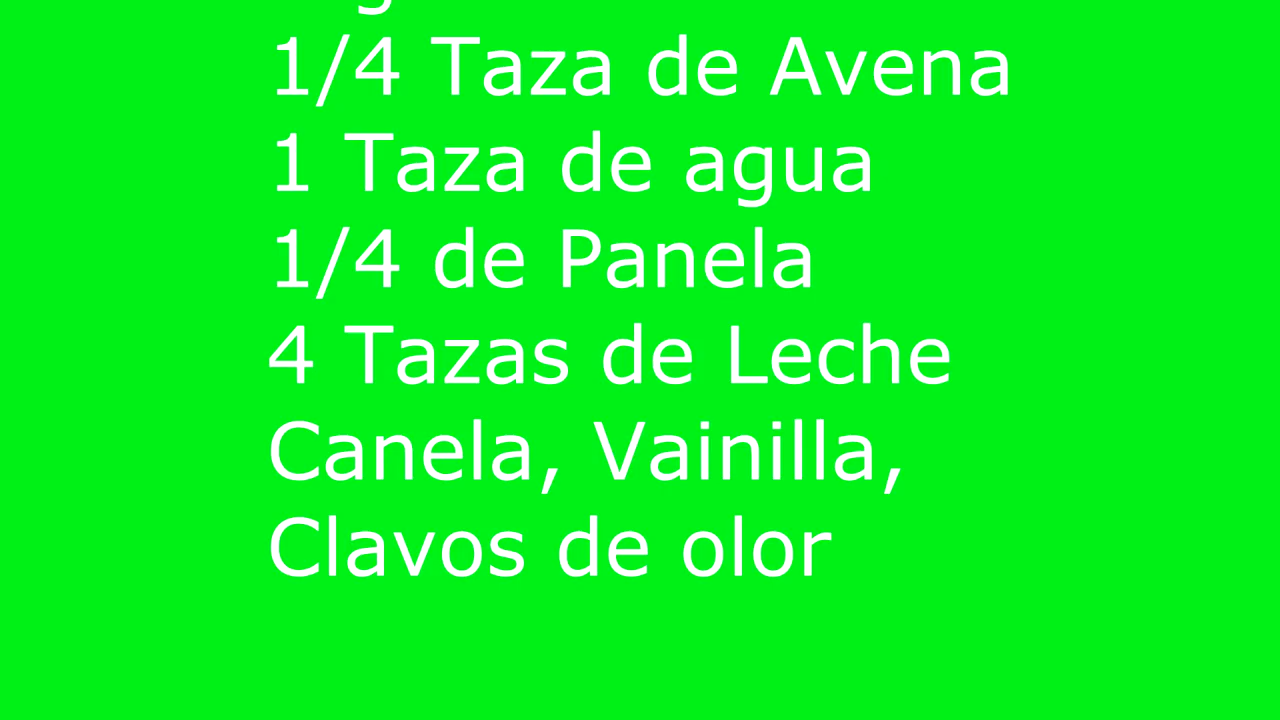 1/4 Taza de Avena
1 Taza de agua
1/4 de Panela
4 Tazas de Leche
Canela, Vainilla,
Clavos de olor